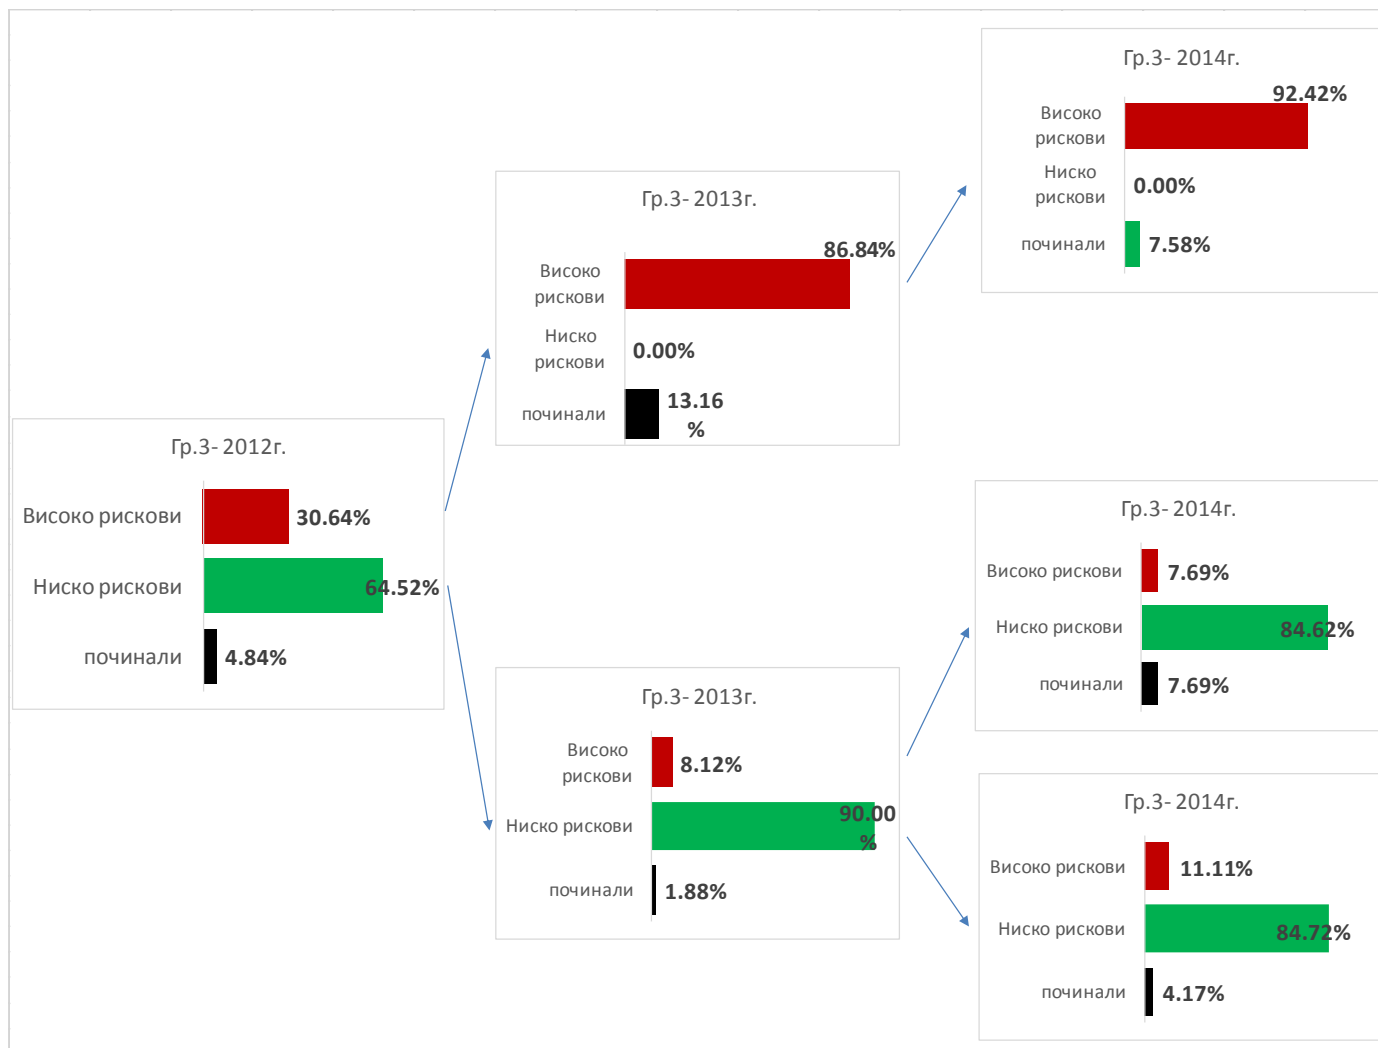 Гр.3- 2014г.
92.42%
Високо
рискови
Ниско
рискови
0.00%
починали
7.58%
Гр.3- 2013г.
86.84%
Високо
рискови
Ниско
рискови
0.00%
починали
13.16
%
Гр.3- 2012г.
Високо рискови
30.64%
Ниско рискови
64.52%
починали
4.84%
Гр.3- 2014г.
Високо рискови
7.69%
Ниско рискови
84.62%
починали
7.69%
Гр.3- 2013г.
Високо
рискови
8.12%
Ниско рискови
90.00
%
починали
1.88%
Гр.3- 2014г.
Високо рискови
11.11%
Ниско рискови
84.72%
починали
4.17%